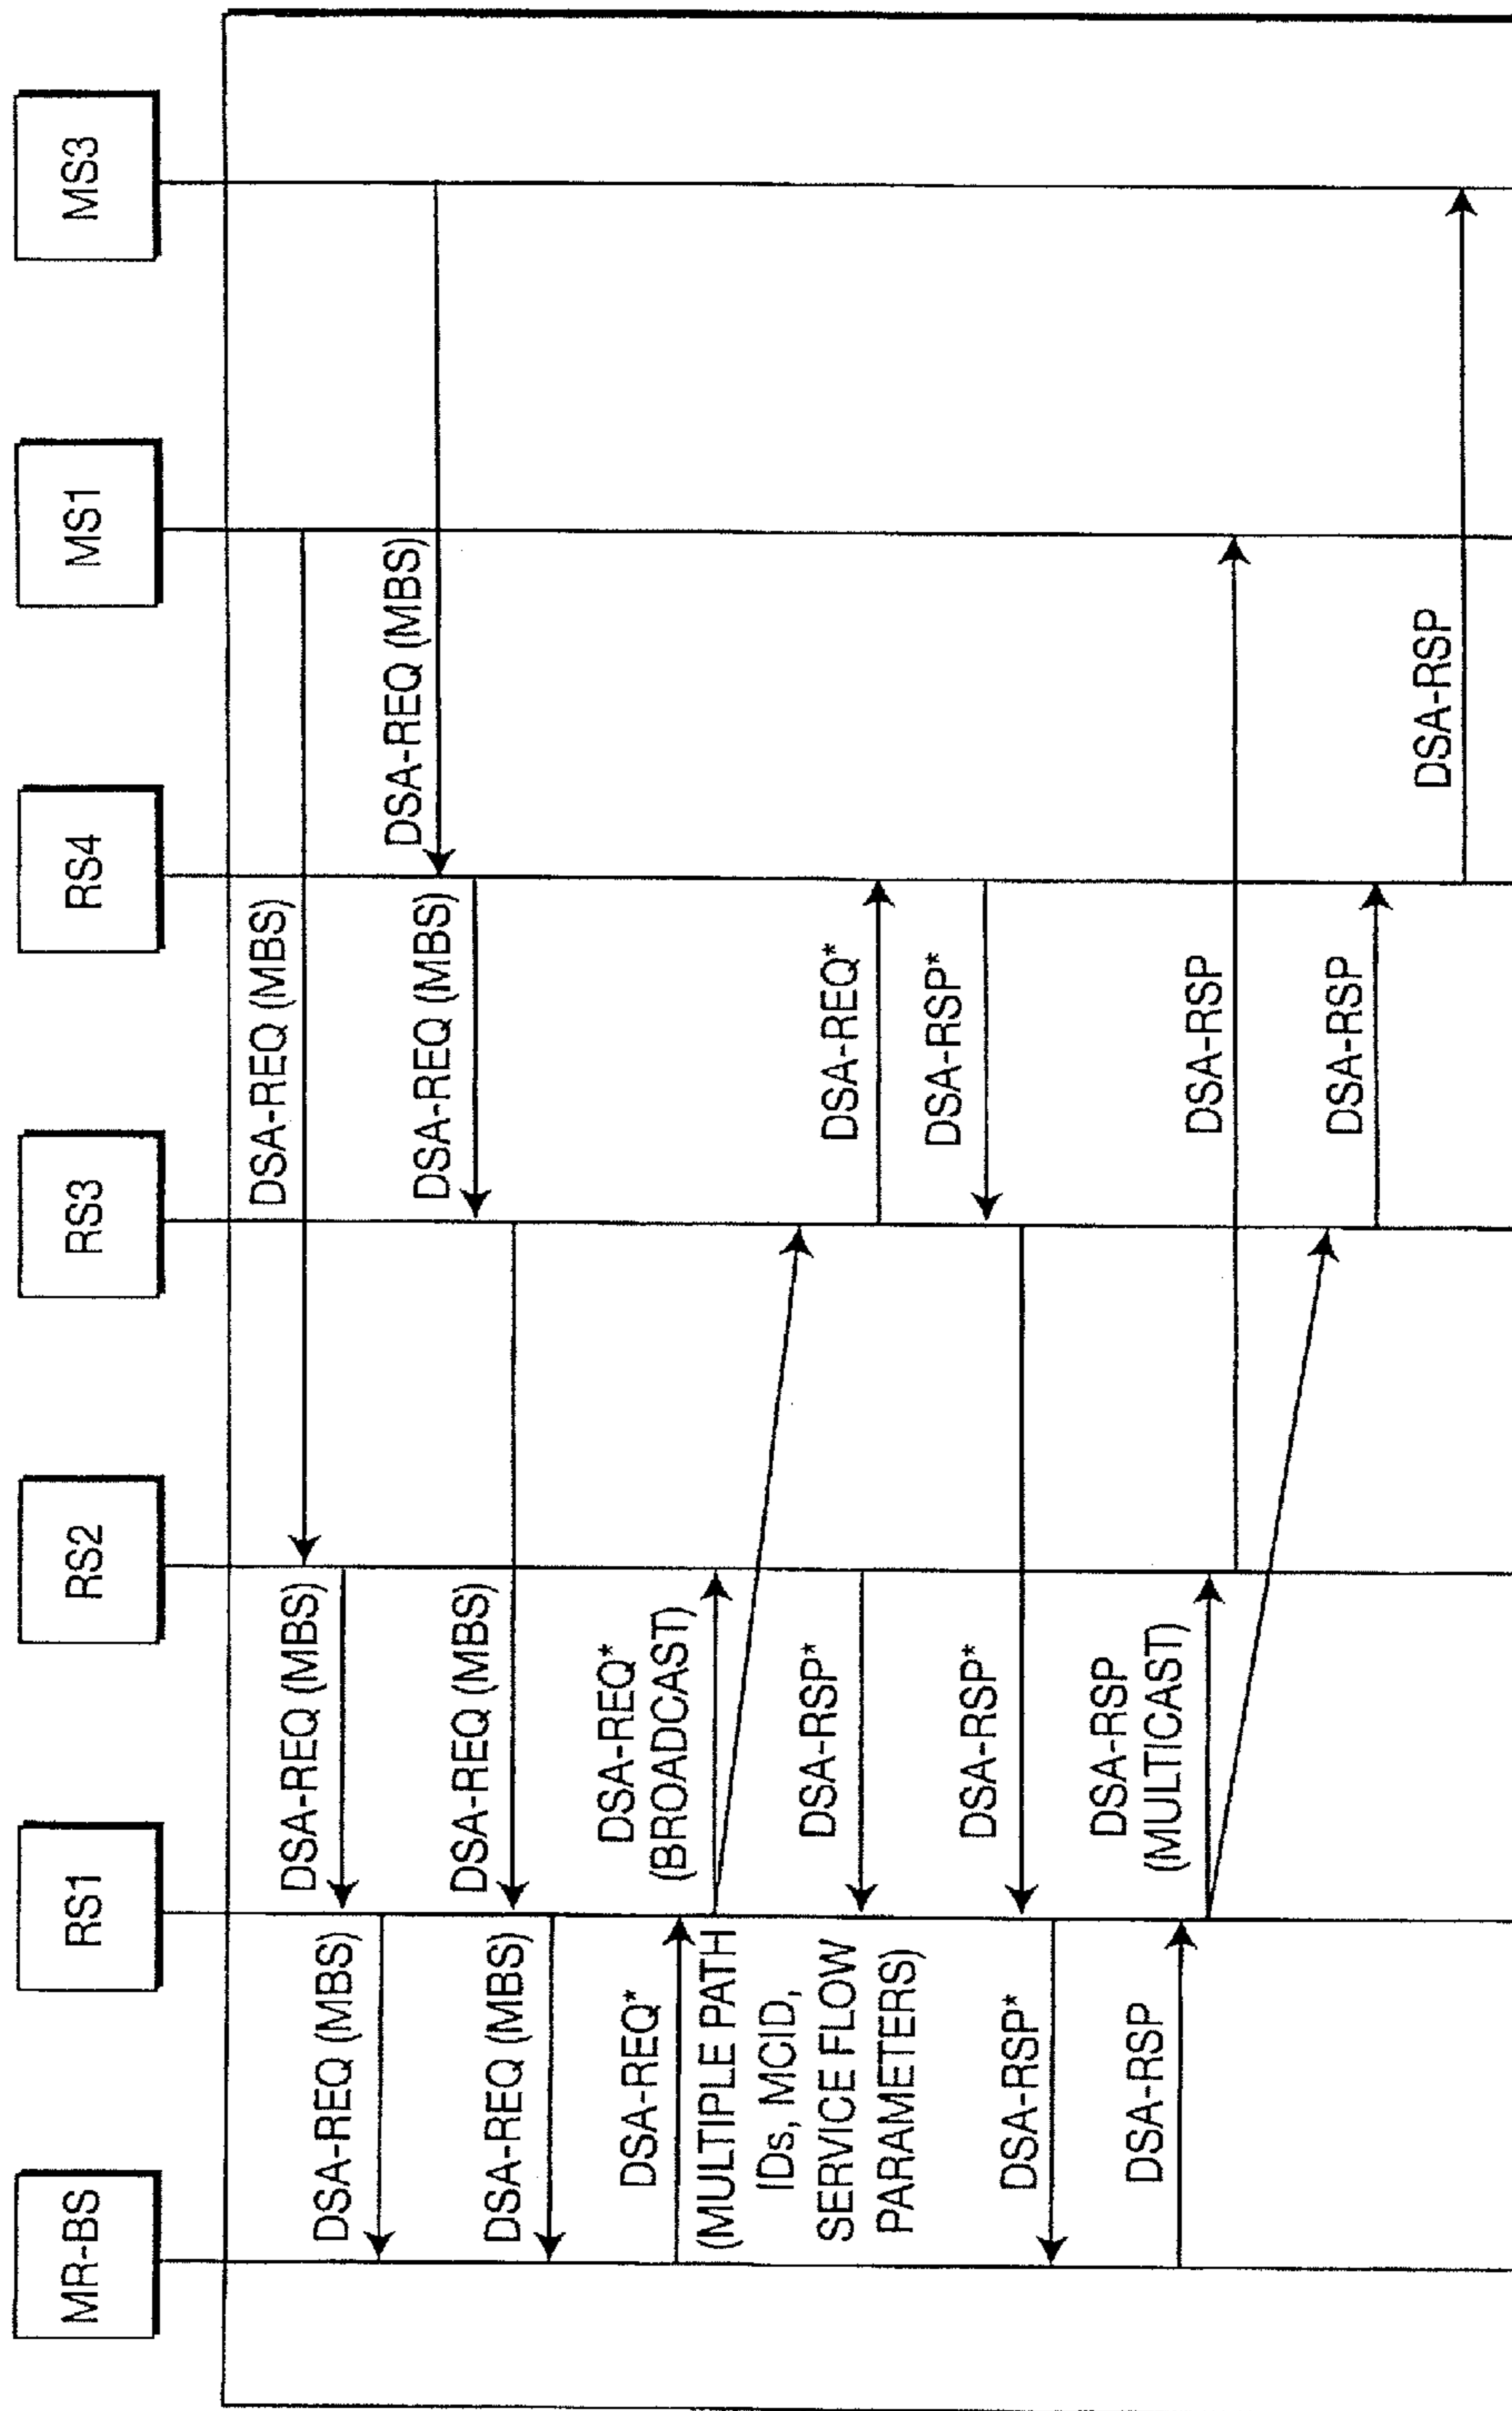 MR-BS
RS1
RS2
RS3
RS4
MS1
MS3
DSA-REQ (MBS)
DSA-REQ (MBS)
DSA-REQ (MBS)
DSA-REQ (MBS)
DSA-REQ (MBS)
DSA-REQ (MBS)
DSA-REQ (MBS)
DSA-REQ*
(MULTIPLE PATH
IDs, MCID,
SERVICE FLOW
PARAMETERS)
DSA-REQ*
(BROADCAST)
DSA-REQ*
DSA-RSP*
DSA-RSP*
DSA-RSP*
DSA-RSP*
DSA-RSP
DSA-RSP
(MULTICAST)
DSA-RSP
DSA-RSP
DSA-RSP